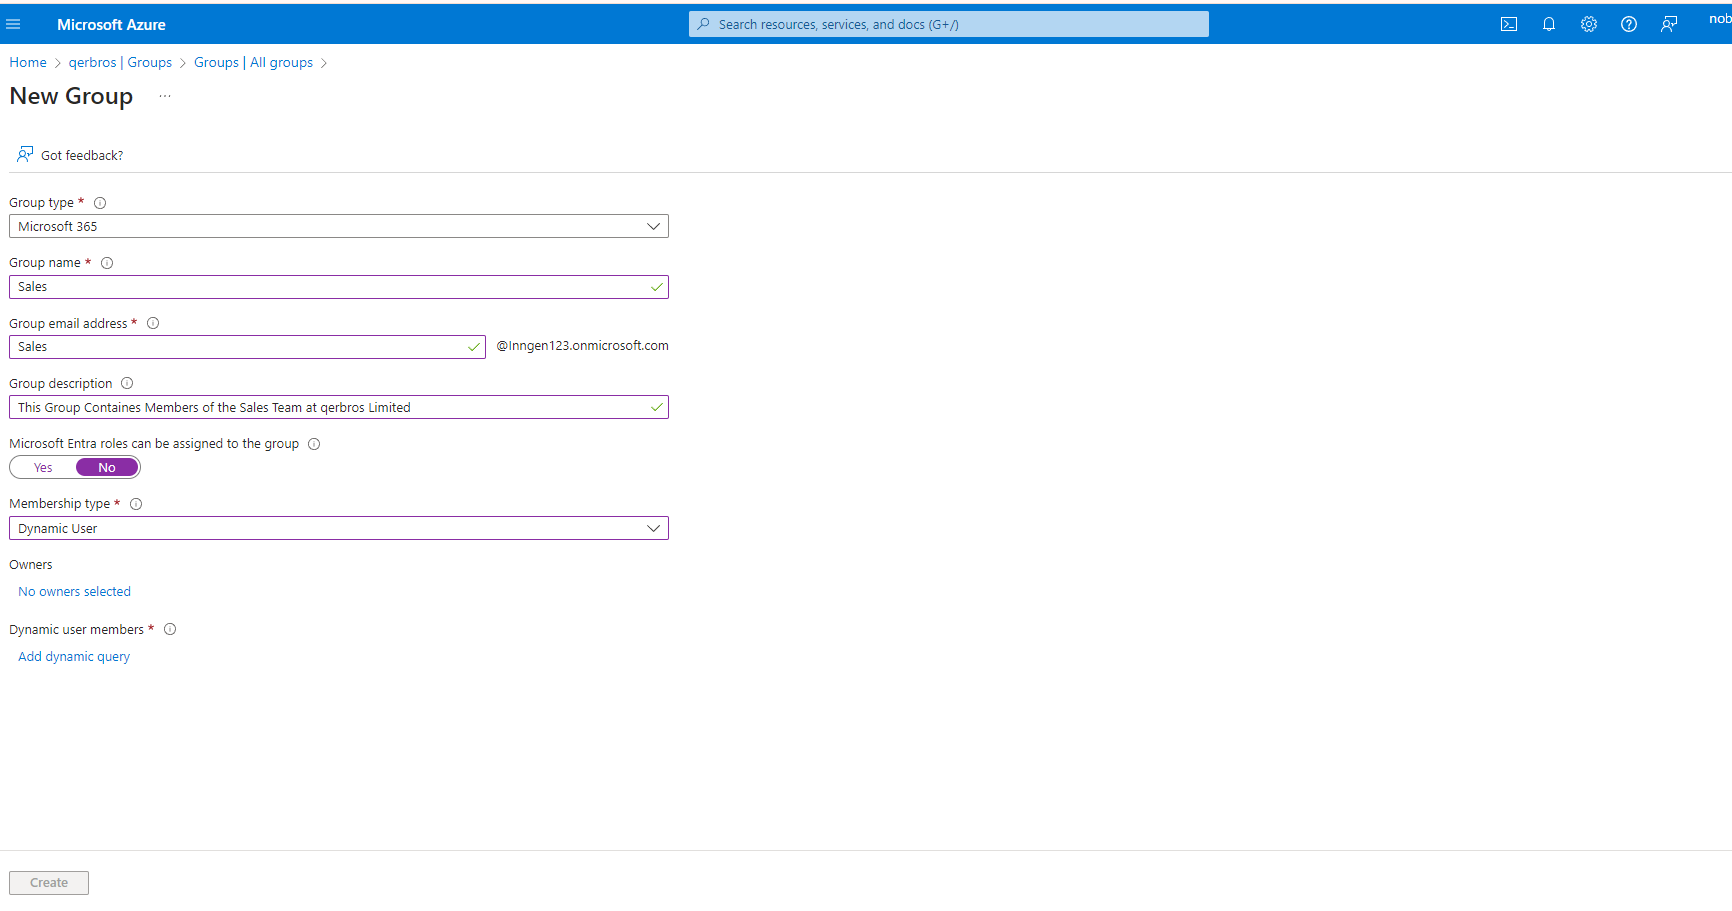 Microsoft Azure
Search resources, services, and docs (G+/)
nob
Home > qerbros | Groups > Groups | All groups >
New Group ...
Got feedback?
Group type *
Microsoft 365
Group name *
Sales
Group email address *
Sales @Inngen123.onmicrosoft.com
Group description
This Group Containes Members of the Sales Team at qerbros Limited
Microsoft Entra roles can be assigned to the group
Yes No
Membership type *
Dynamic User
Owners
No owners selected
Dynamic user members *
Add dynamic query
Create